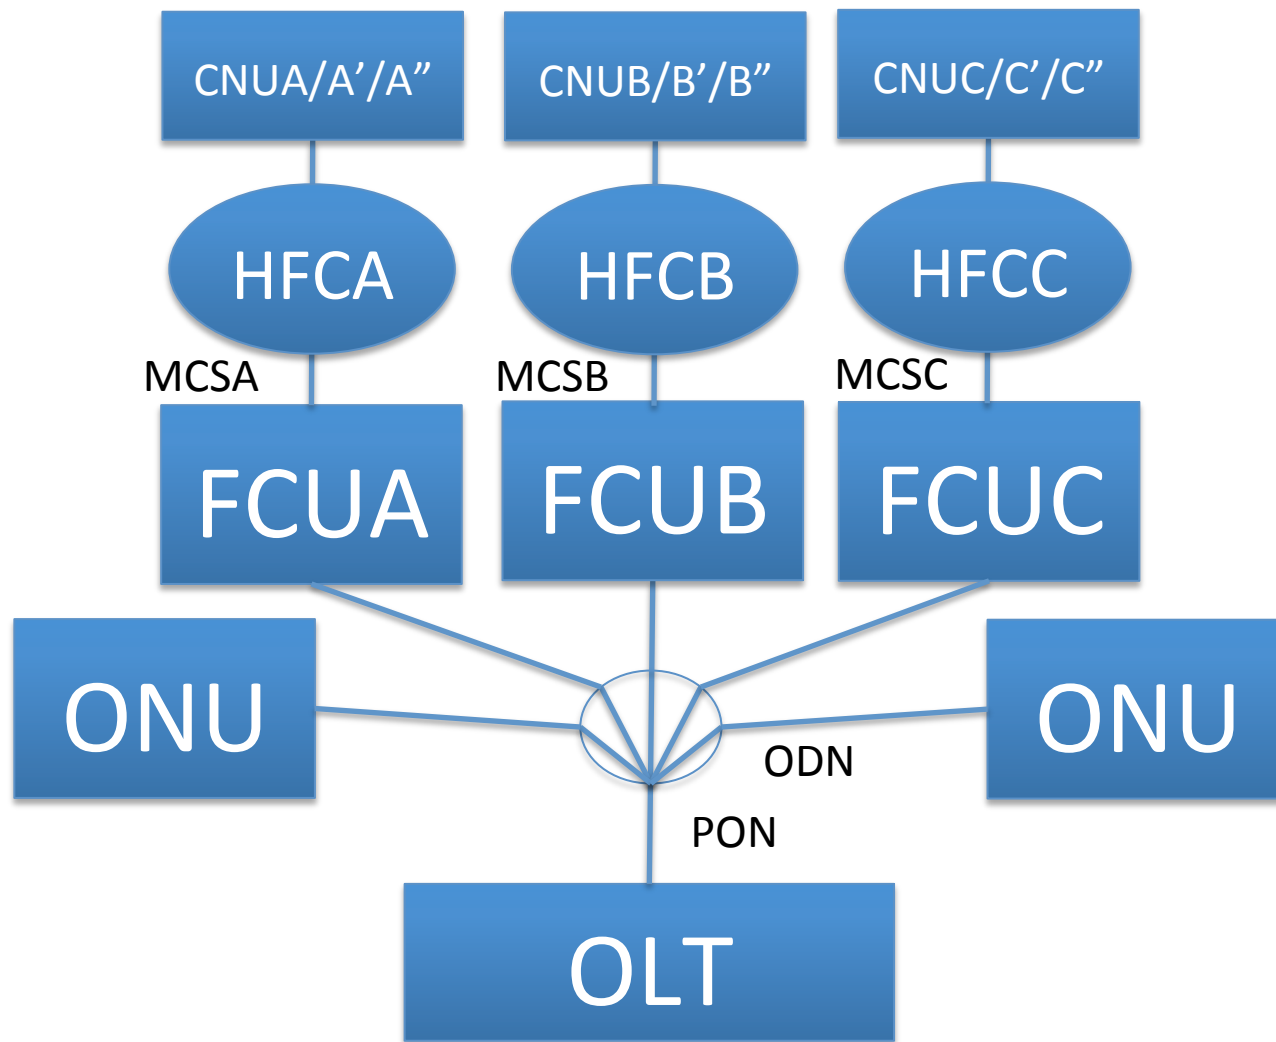 CNUA/A’/A”
CNUB/B’/B”
CNUC/C’/C”
HFCA
HFCB
HFCC
MCSA
MCSB
MCSC
FCUA
FCUB
FCUC
ONU
ONU
ODN
PON
OLT